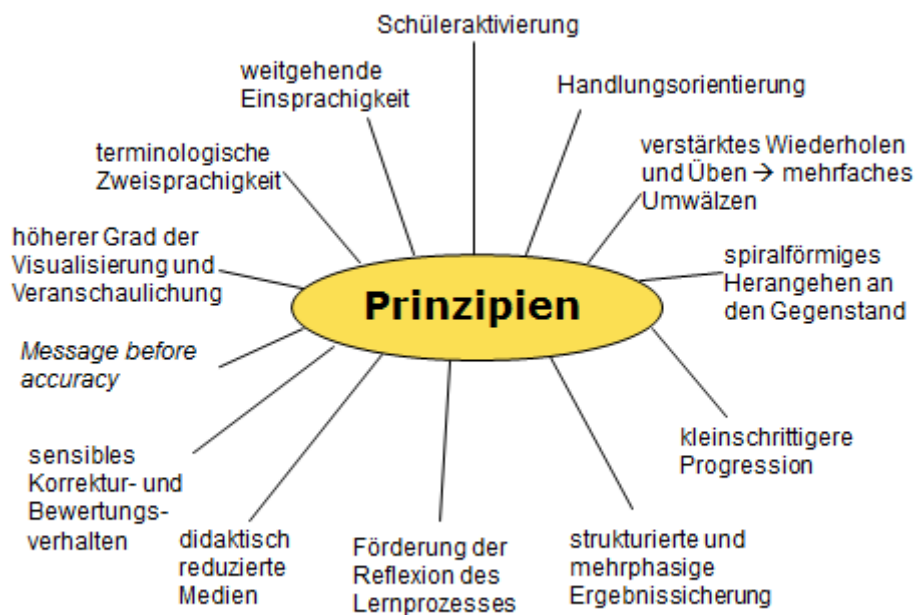 Schüleraktivierung
weitgehende
Einsprachigkeit
Handlungsorientierung
terminologische
Zweisprachigkeit
verstärktes Wiederholen
und Üben → mehrfaches
Umwälzen
höherer Grad der
Visualisierung und
Veranschaulichung
spiralförmiges
Herangehen an
den Gegenstand
Prinzipien
Message before
accuracy
kleinschrittigere
Progression
sensibles
Korrektur- und
Bewertungs-
verhalten
didaktisch
reduzierte
Medien
Förderung der
Reflexion des
Lernprozesses
strukturierte und
mehrphasige
Ergebnissicherung